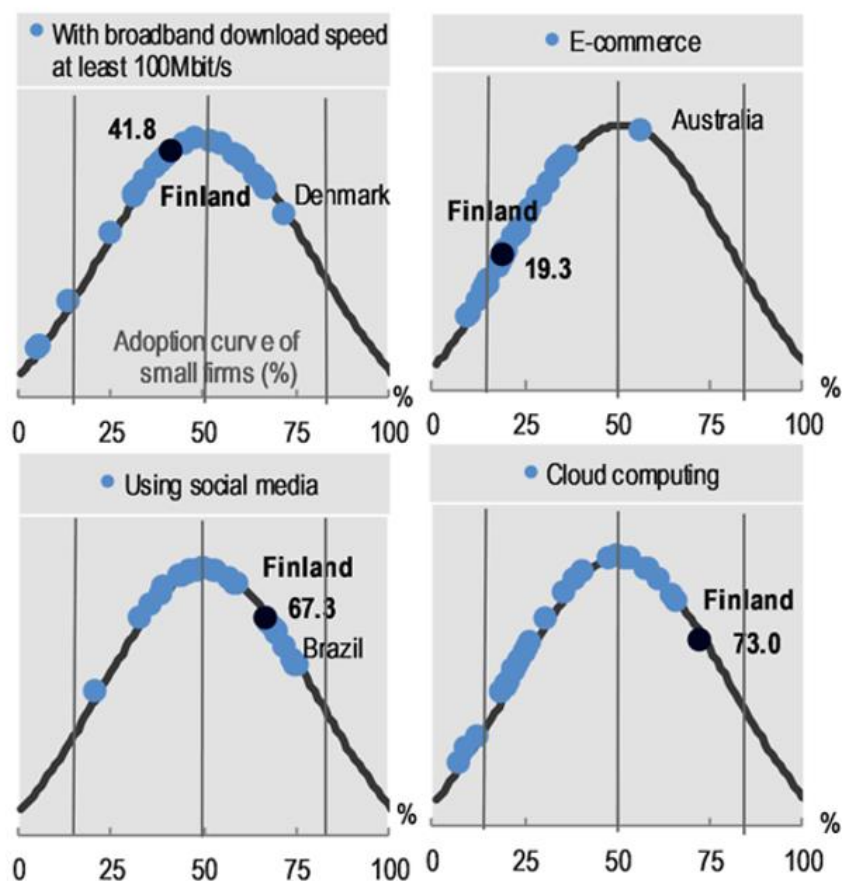 With broadband download speed
at least 100Mbit/s
41.8
Finland
Denmark
Adoption curve of
small firms (%)
%
0 25 50 75 100
E-commerce
Australia
Finland
19.3
%
0 25 50 75 100
Using social media
Finland
67.3
Brazil
%
0 25 50 75 100
Cloud computing
Finland
73.0
%
0 25 50 75 100